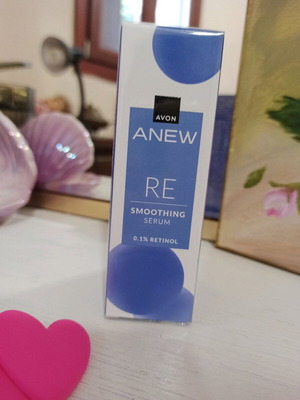 AVON
ANEW
RE
SMOOTHING
SERUM
0.1% RETINOL